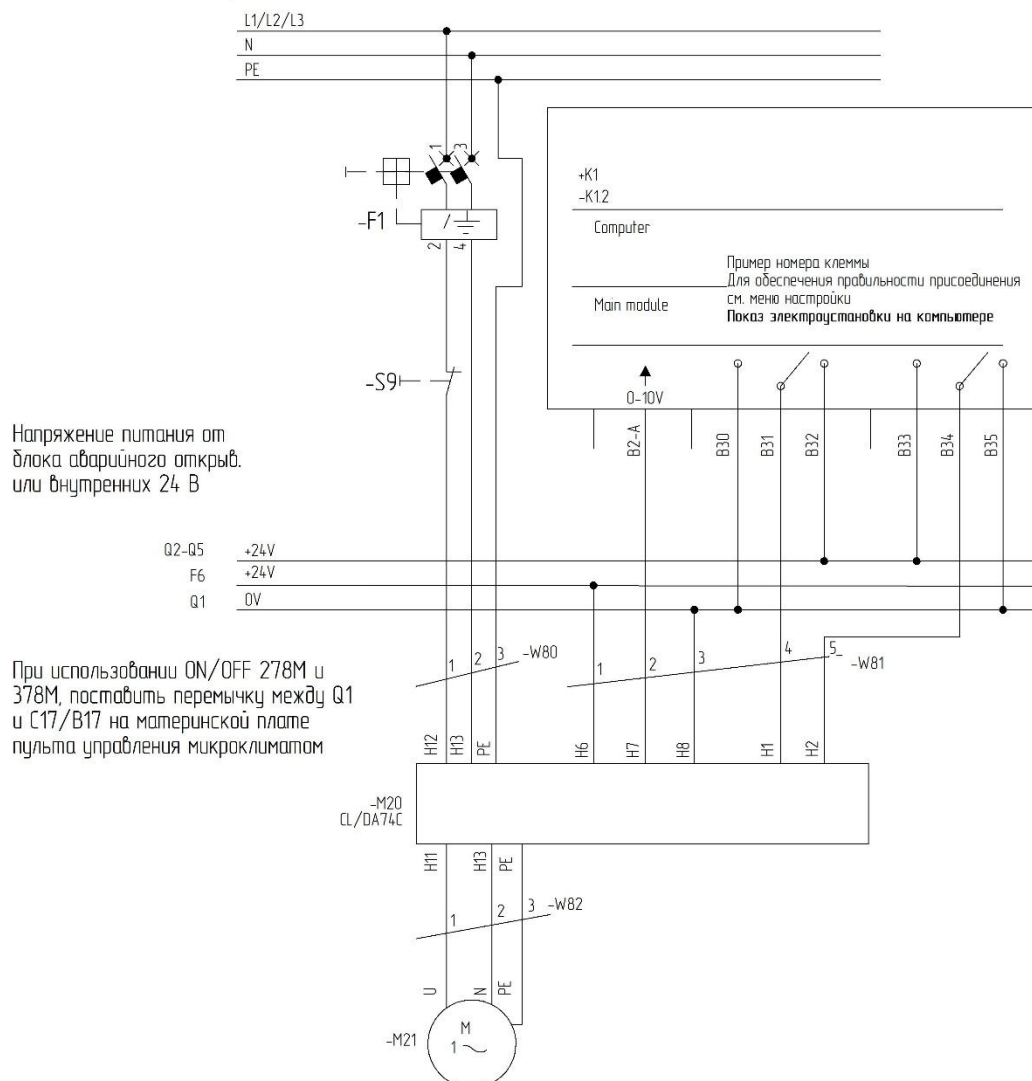 L1/L2/L3
N
PE
1
3
-F1
2
4
-S9
+K1
-K1.2
Computer
Main module
Пример номера клеммы
Для обеспечения правильности присоединения
см. меню настройки
Показ электроустановки на компьютере
0-10V
B2-A
B30
B31
B32
B33
B34
B35
Напряжение питания от
блока аварийного открыв.
или внутренних 24 В
Q2-Q5 +24V
F6 +24V
Q1 0V
При использовании ON/OFF 278M и
378M, поставить перемычку между Q1
и C17/B17 на материнской плате
пульта управления микроклиматом
1 2 3 -W80
1 2 3 4 5 -W81
H12 H13 PE
H6 H7 H8 H1 H2
-M20
CL/DA74C
H11 H13 PE
1 2 3 -W82
U N PE
-M21
M
1